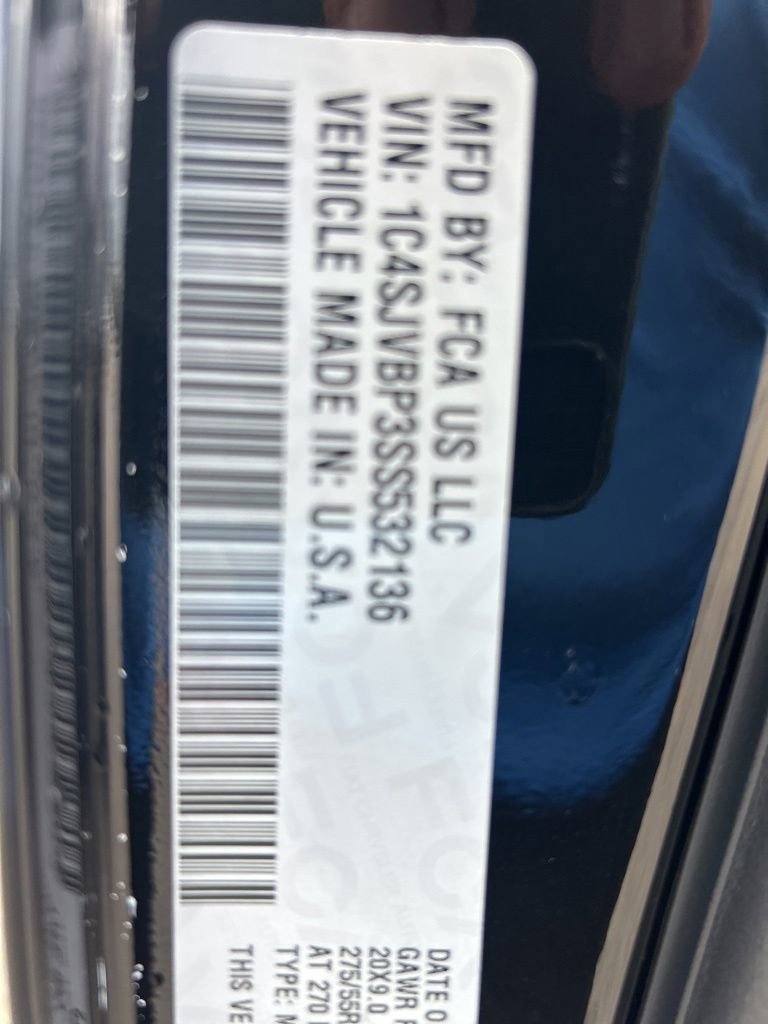 MFD BY: FCA US LLC
VIN: 1C4SJVBP3SS532136
VEHICLE MADE IN: U.S.A.
DATE O
GAWR F
20X9.0
275/55R
AT 270
TYPE: M
THIS VE